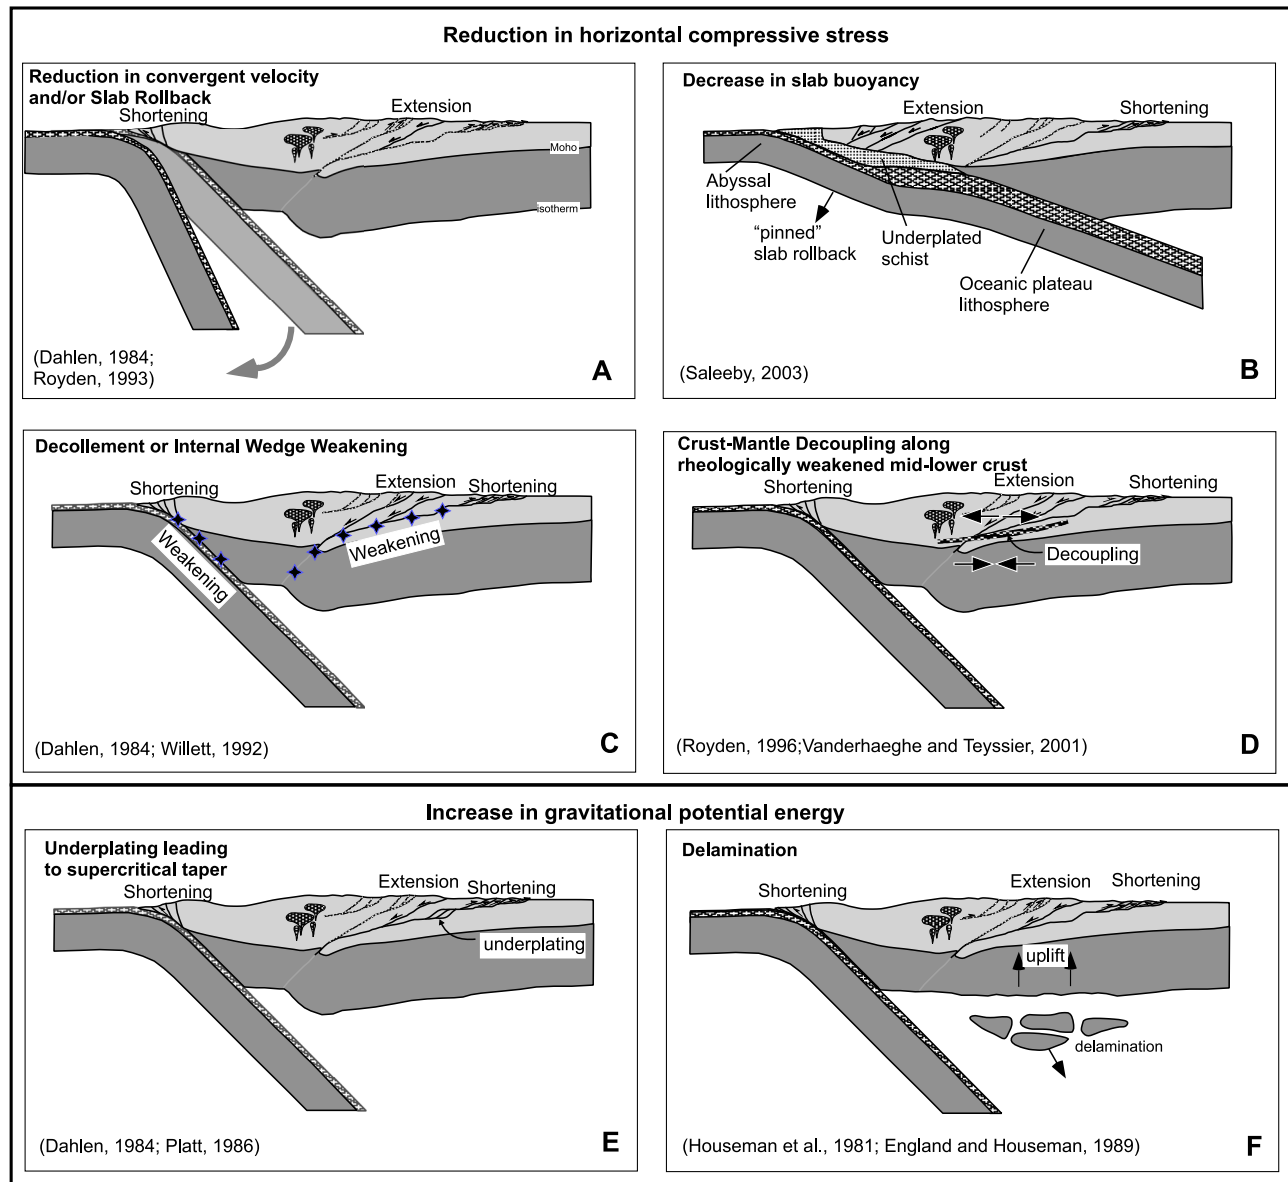 Reduction in horizontal compressive stress
Reduction in convergent velocity
and/or Slab Rollback
Shortening
Extension
Moho
isotherm
(Dahlen, 1984;
Royden, 1993)
A
Decrease in slab buoyancy
Extension
Shortening
Abyssal
lithosphere
“pinned”
slab rollback
Underplated
schist
Oceanic plateau
lithosphere
(Saleeby, 2003)
B
Decollement or Internal Wedge Weakening
Shortening
Extension
Shortening
Weakening
Weakening
(Dahlen, 1984; Willett, 1992)
C
Crust-Mantle Decoupling along
rheologically weakened mid-lower crust
Shortening
Extension
Shortening
Decoupling
(Royden, 1996;Vanderhaeghe and Teyssier, 2001)
D
Increase in gravitational potential energy
Underplating leading
to supercritical taper
Shortening
Extension
Shortening
underplating
(Dahlen, 1984; Platt, 1986)
E
Delamination
Shortening
Extension
Shortening
uplift
delamination
(Houseman et al., 1981; England and Houseman, 1989)
F